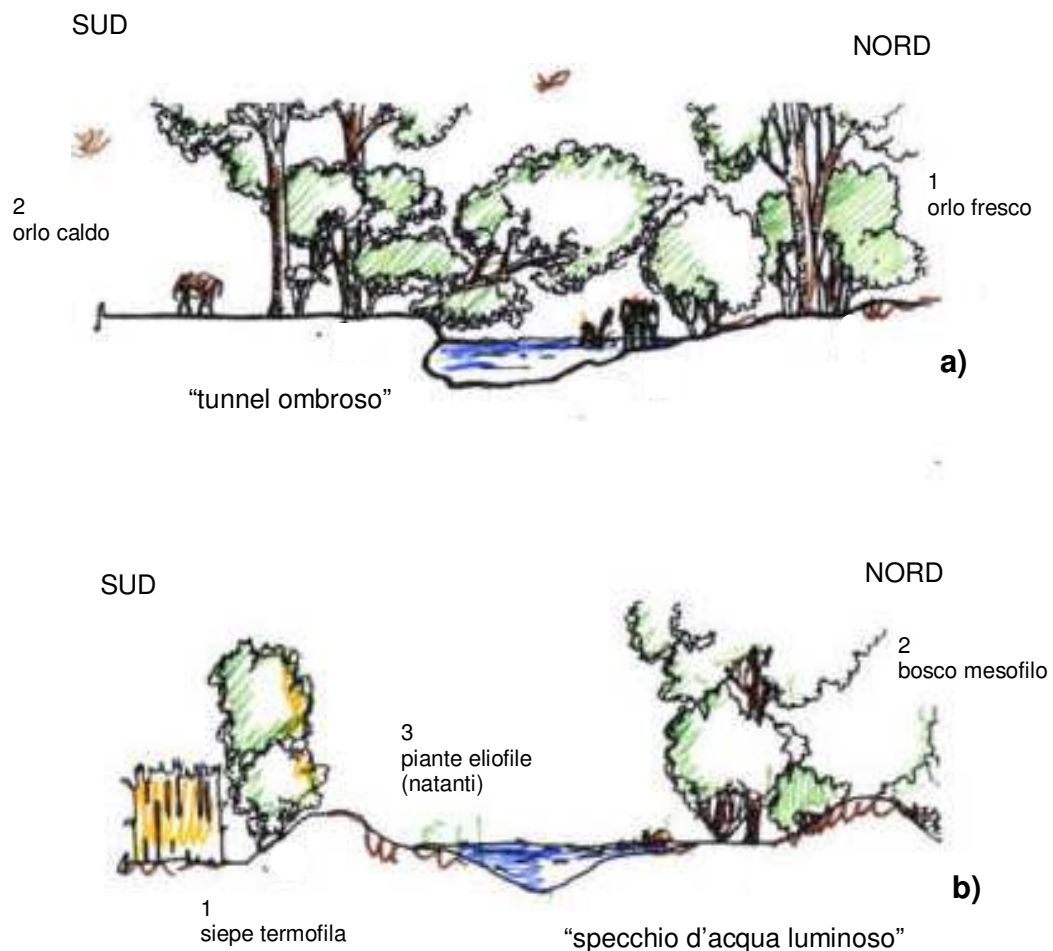 SUD
NORD
2
orlo caldo
1
orlo fresco
a)
“tunnel ombroso”
SUD
NORD
2
bosco mesofilo
3
piante eliofile
(natanti)
b)
1
siepe termofila
“specchio d’acqua luminoso”